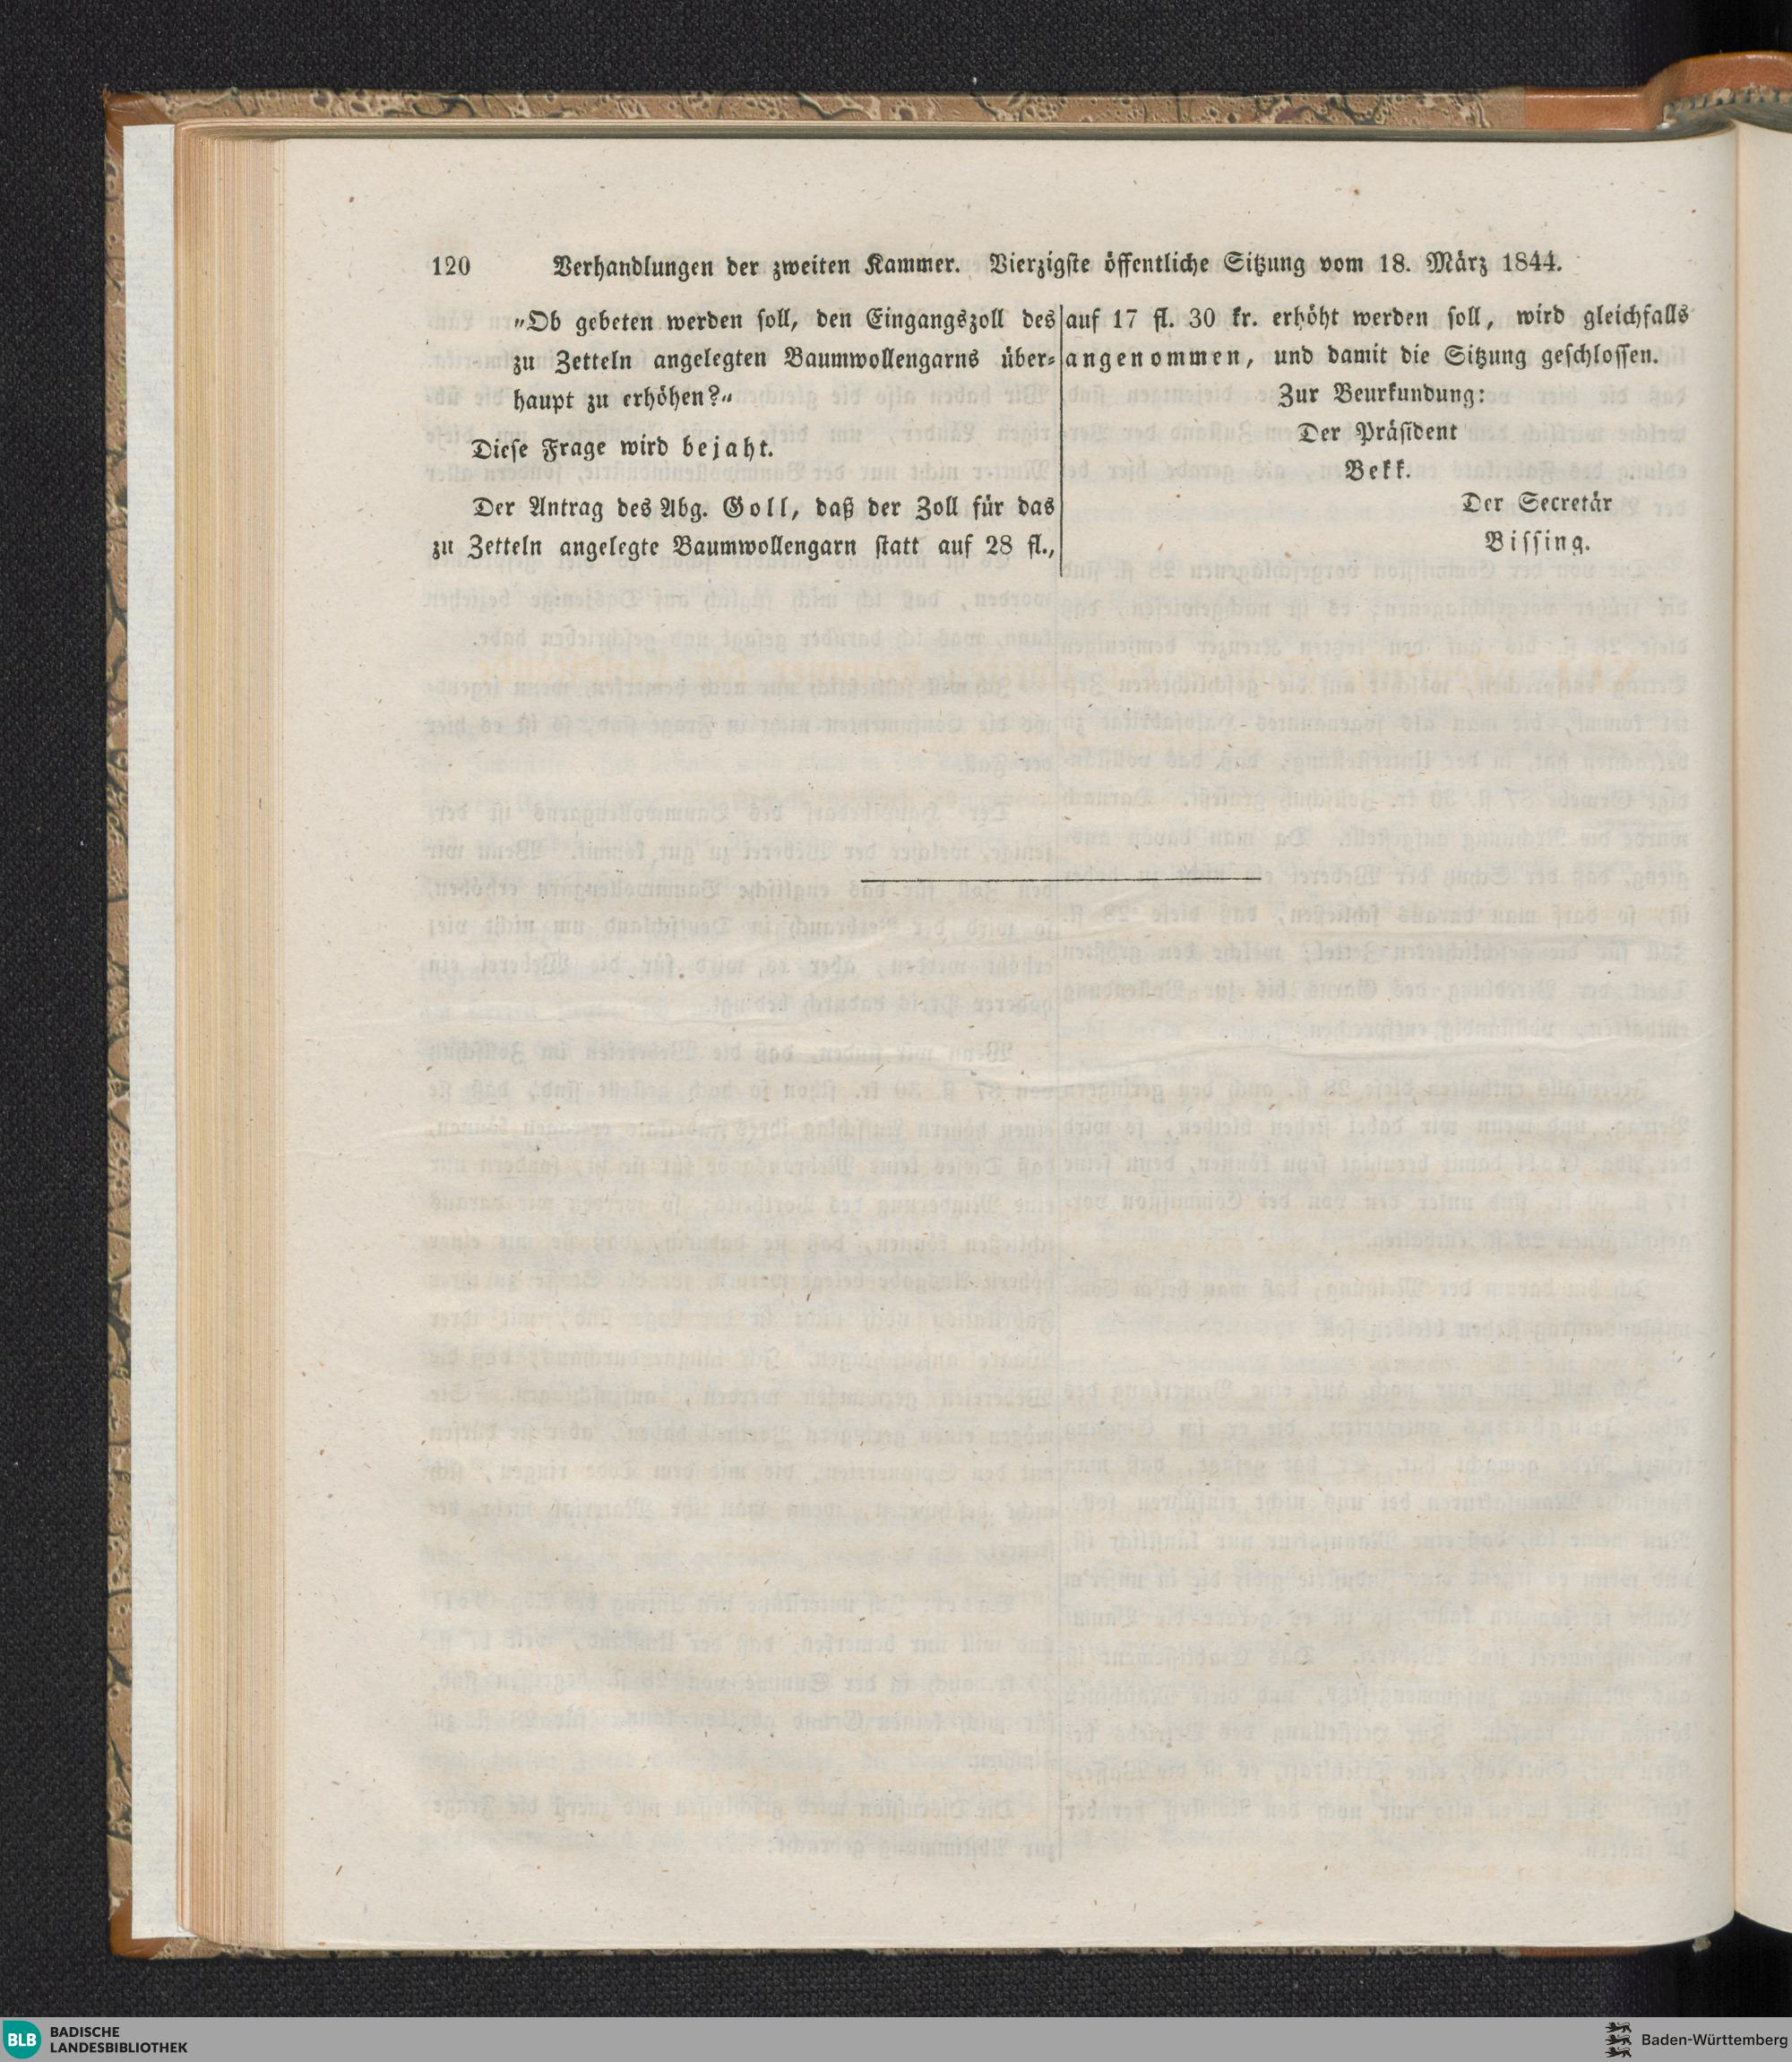 120 Verhandlungen der zweiten Kammer. Vierzigste öffentliche Sitzung vom 18. März 1844.
„Ob gebeten werden soll, den Eingangszoll des
zu Zetteln angelegten Baumwollengarns über-
haupt zu erhöhen?“
Diese Frage wird bejaht.
Der Antrag des Abg. Goll, daß der Zoll für das
zu Zetteln angelegte Baumwollengarn statt auf 28 fl.,
auf 17 fl. 30 kr. erhöht werden soll, wird gleichfalls
angenommen, und damit die Sitzung geschlossen.
Zur Beurkundung:
Der Präsident
Bekk.
Der Secretär
Bissing.
BLB BADISCHE
LANDESBIBLIOTHEK
Baden-Württemberg